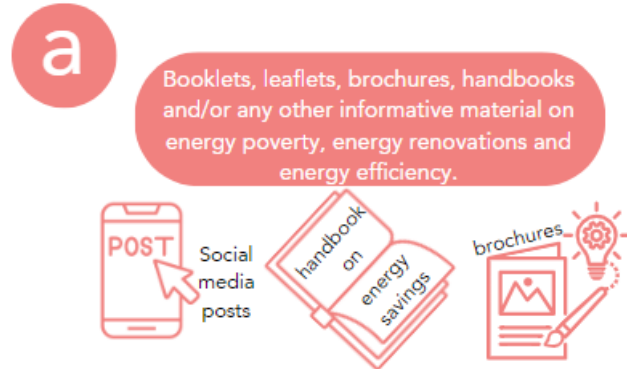 a
Booklets, leaflets, brochures, handbooks
and/or any other informative material on
energy poverty, energy renovations and
energy efficiency.
POST
Social
media
posts
handbook
on
energy
savings
brochures